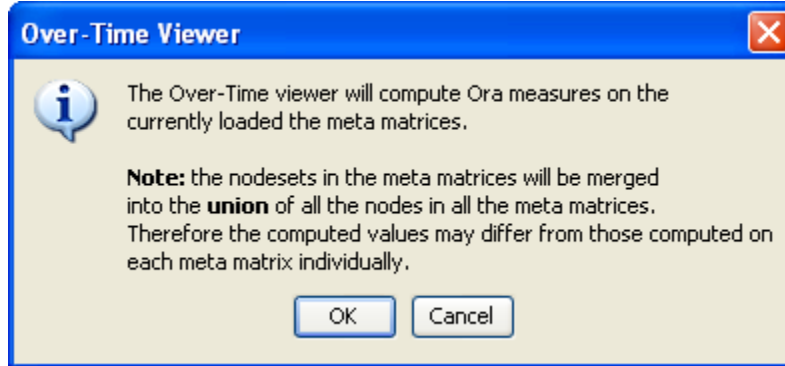 Over-Time Viewer
The Over-Time viewer will compute Ora measures on the
currently loaded the meta matrices.
Note: the nodesets in the meta matrices will be merged
into the union of all the nodes in all the meta matrices.
Therefore the computed values may differ from those computed on
each meta matrix individually.
OK
Cancel